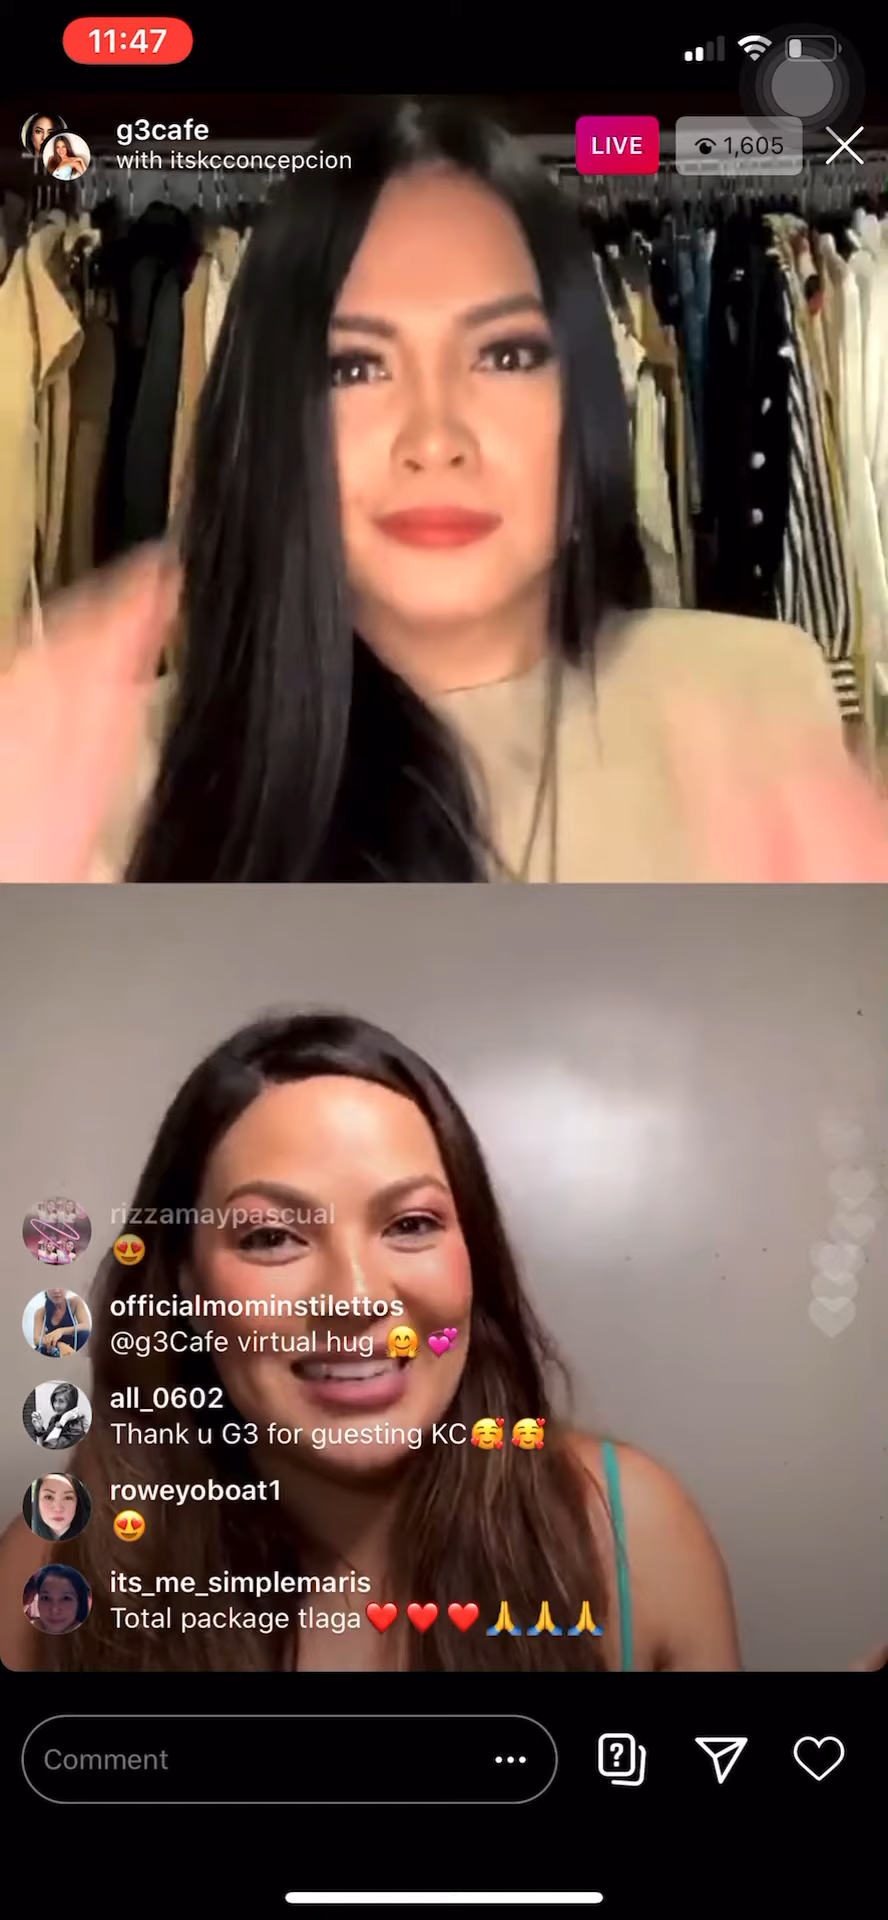 11:47
g3cafe
with itskcconcepcion
LIVE
1,605
rizzamaypascual
😍
officialmominstilettos
@g3Cafe virtual hug 🤗 💞
all_0602
Thank u G3 for guesting KC🥰 🥰
roweyoboat1
😍
its_me_simplemaris
Total package tlaga❤️ ❤️ ❤️ 🙏 🙏 🙏
Comment